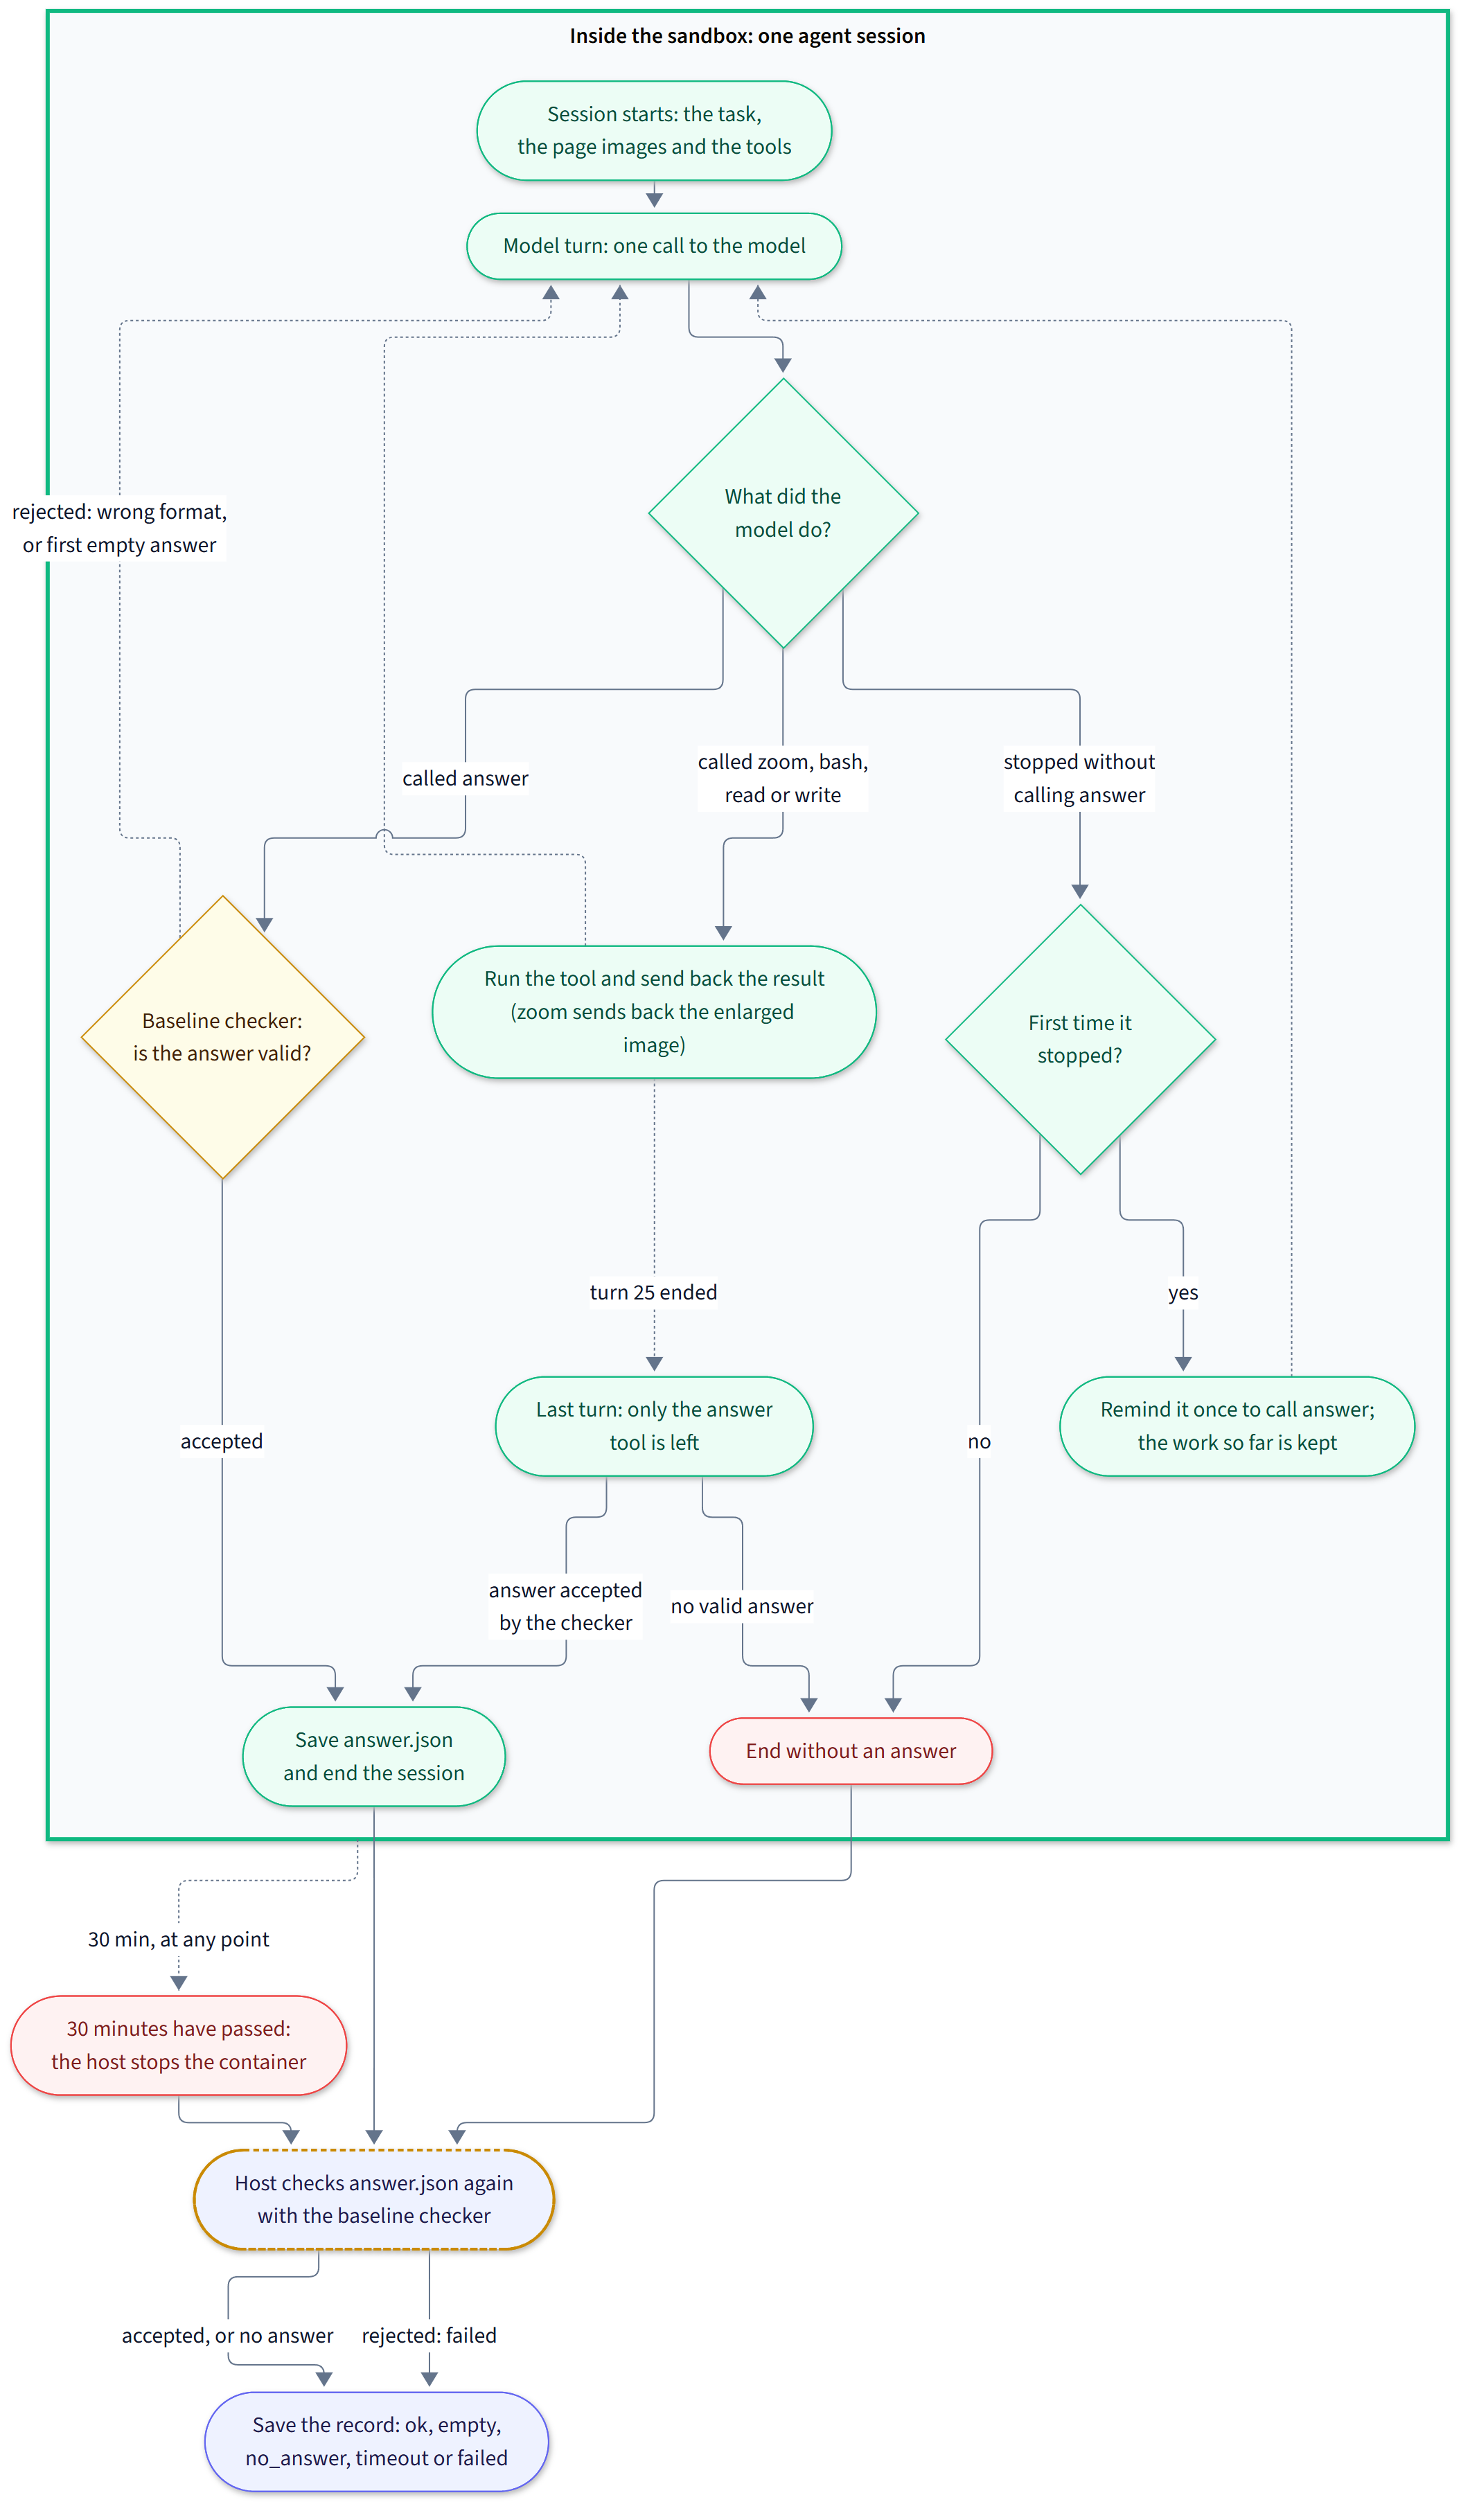 Inside the sandbox: one agent session
Session starts: the task,
the page images and the tools
Model turn: one call to the model
What did the
model do?
rejected: wrong format,
or first empty answer
called answer
called zoom, bash,
read or write
stopped without
calling answer
Baseline checker:
is the answer valid?
Run the tool and send back the result
(zoom sends back the enlarged
image)
First time it
stopped?
turn 25 ended
yes
accepted
Last turn: only the answer
tool is left
no
Remind it once to call answer;
the work so far is kept
answer accepted
by the checker
no valid answer
Save answer.json
and end the session
End without an answer
30 min, at any point
30 minutes have passed:
the host stops the container
Host checks answer.json again
with the baseline checker
accepted, or no answer
rejected: failed
Save the record: ok, empty,
no_answer, timeout or failed